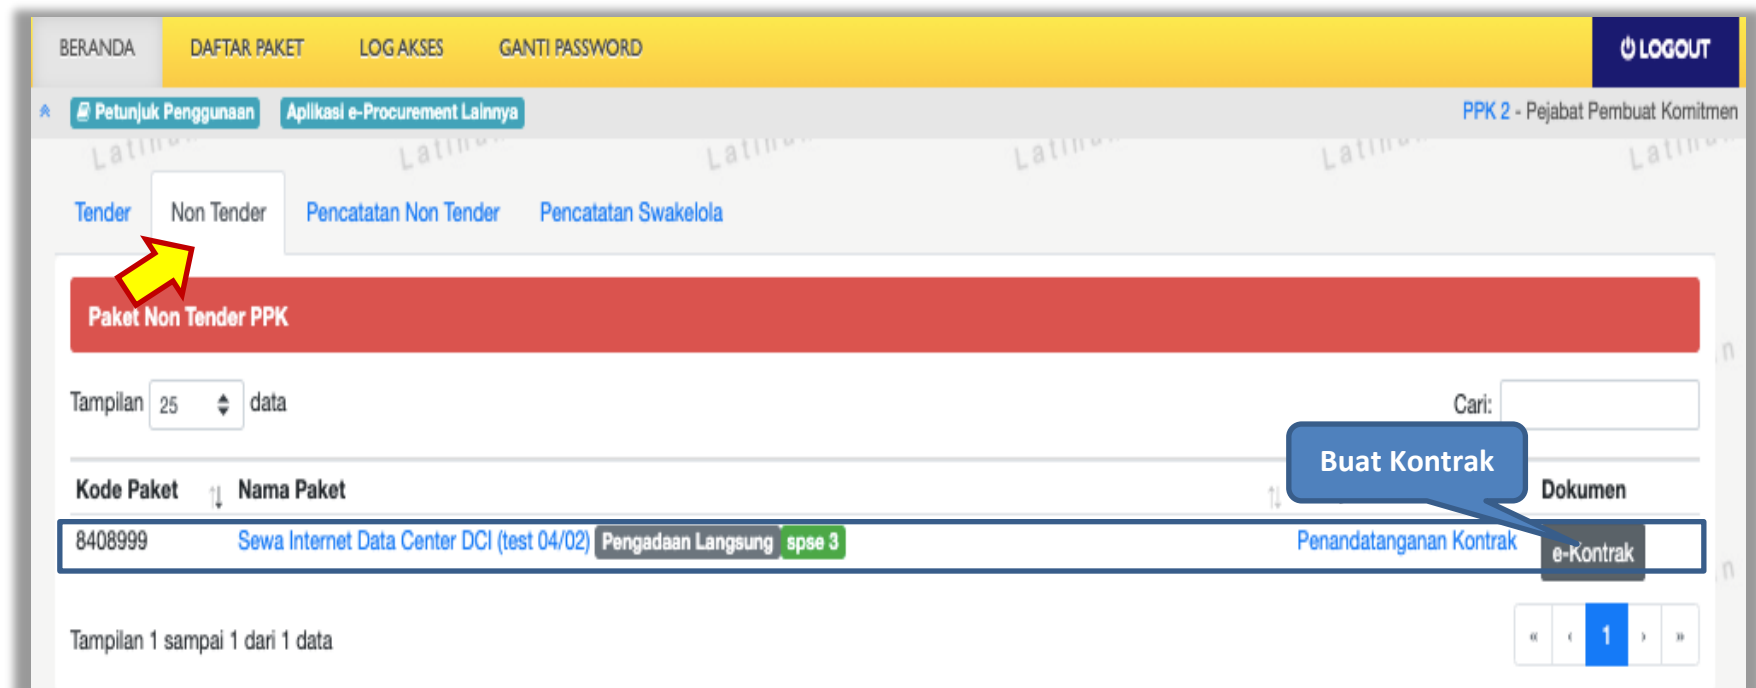 BERANDA DAFTAR PAKET LOG AKSES GANTI PASSWORD LOGOUT
Petunjuk Penggunaan Aplikasi e-Procurement Lainnya PPK 2 - Pejabat Pembuat Komitmen
Tender Non Tender Pencatatan Non Tender Pencatatan Swakelola
Paket Non Tender PPK
Tampilan 25 data Cari:
Buat Kontrak
Kode Paket Nama Paket Dokumen
8408999 Sewa Internet Data Center DCI (test 04/02) Pengadaan Langsung spse 3 Penandatanganan Kontrak e-Kontrak
Tampilan 1 sampai 1 dari 1 data « ‹ 1 › »